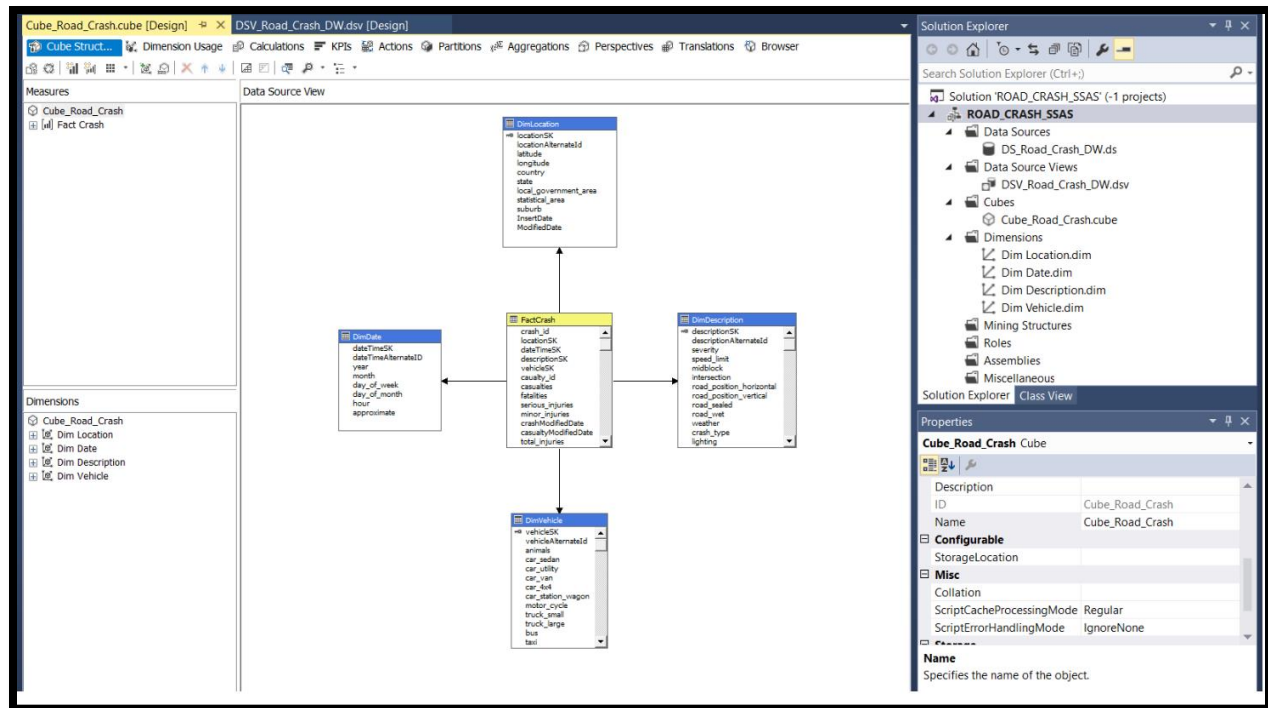 Cube_Road_Crash.cube [Design]
DSV_Road_Crash_DW.dsv [Design]
Cube Struct...
Dimension Usage
Calculations
KPIs
Actions
Partitions
Aggregations
Perspectives
Translations
Browser
Measures
Cube_Road_Crash
Fact Crash
Dimensions
Cube_Road_Crash
Dim Location
Dim Date
Dim Description
Dim Vehicle
Data Source View
DimLocation
locationSK
locationAlternateId
latitude
longitude
country
state
local_government_area
statistical_area
suburb
InsertDate
ModifiedDate
DimDate
dateTimeSK
dateTimeAlternateID
year
month
day_of_week
day_of_month
hour
approximate
FactCrash
crash_id
locationSK
dateTimeSK
descriptionSK
vehicleSK
causalty_id
casualties
fatalities
serious_injuries
minor_injuries
crashModifiedDate
casualtyModifiedDate
total_injuries
DimDescription
descriptionSK
descriptionAlternateId
severity
speed_limit
midblock
intersection
road_position_horizontal
road_position_vertical
road_sealed
road_wet
weather
crash_type
lighting
DimVehicle
vehicleSK
vehicleAlternateId
animals
car_sedan
car_utility
car_van
car_4x4
car_station_wagon
motor_cycle
truck_small
truck_large
bus
taxi
Solution Explorer
Search Solution Explorer (Ctrl+;)
Solution 'ROAD_CRASH_SSAS' (-1 projects)
ROAD_CRASH_SSAS
Data Sources
DS_Road_Crash_DW.ds
Data Source Views
DSV_Road_Crash_DW.dsv
Cubes
Cube_Road_Crash.cube
Dimensions
Dim Location.dim
Dim Date.dim
Dim Description.dim
Dim Vehicle.dim
Mining Structures
Roles
Assemblies
Miscellaneous
Solution Explorer Class View
Properties
Cube_Road_Crash Cube
Description
ID Cube_Road_Crash
Name Cube_Road_Crash
Configurable
StorageLocation
Misc
Collation
ScriptCacheProcessingMode Regular
ScriptErrorHandlingMode IgnoreNone
Storage
Name
Specifies the name of the object.